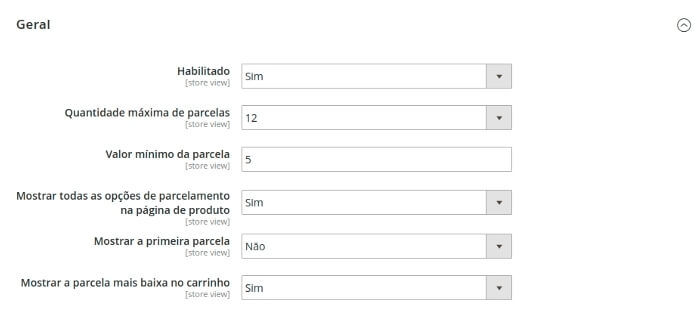 Geral
Habilitado
[store view]
Sim
Quantidade máxima de parcelas
[store view]
12
Valor mínimo da parcela
[store view]
5
Mostrar todas as opções de parcelamento
na página de produto
[store view]
Sim
Mostrar a primeira parcela
[store view]
Não
Mostrar a parcela mais baixa no carrinho
[store view]
Sim